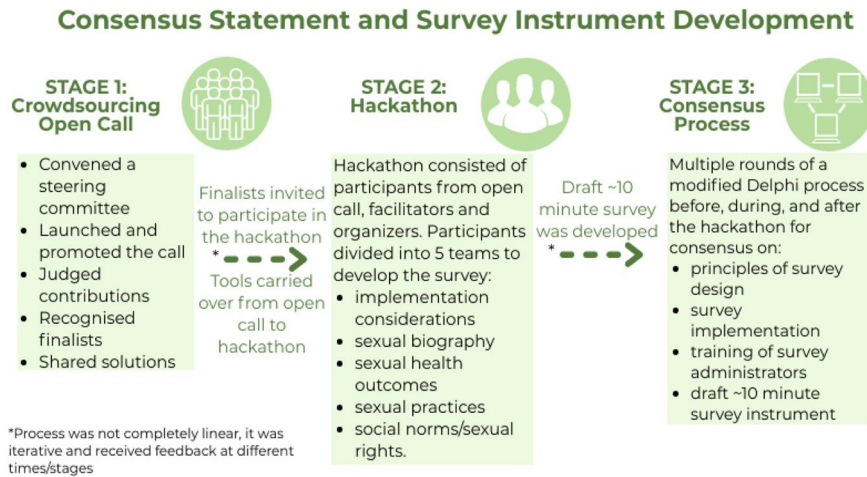 Consensus Statement and Survey Instrument Development
STAGE 1:
Crowdsourcing
Open Call
• Convened a
steering
committee
• Launched and
promoted the call
• Judged
contributions
• Recognised
finalists
• Shared solutions
Finalists invited
to participate in
the hackathon
*
Tools carried
over from open
call to
hackathon
STAGE 2:
Hackathon
Hackathon consisted of
participants from open
call, facilitators and
organizers. Participants
divided into 5 teams to
develop the survey:
• implementation
considerations
• sexual biography
• sexual health
outcomes
• sexual practices
• social norms/sexual
rights.
Draft ~10
minute survey
was developed
*
STAGE 3:
Consensus
Process
Multiple rounds of a
modified Delphi process
before, during, and after
the hackathon for
consensus on:
• principles of survey
design
• survey
implementation
• training of survey
administrators
• draft ~10 minute
survey instrument
*Process was not completely linear, it was
iterative and received feedback at different
times/stages